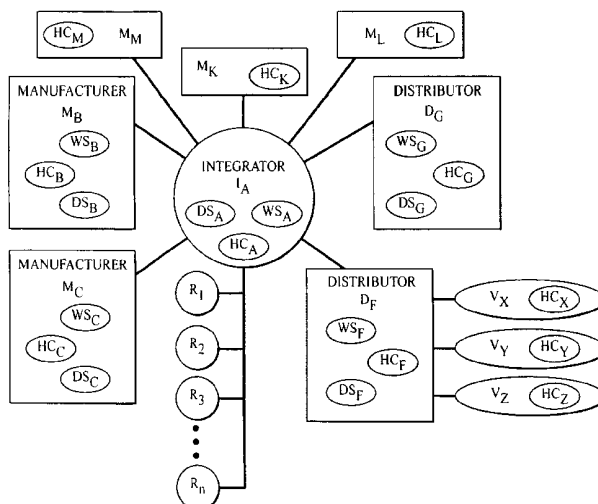 HC_M M_M
M_K HC_K
M_L HC_L
MANUFACTURER
M_B
WS_B
HC_B
DS_B
INTEGRATOR
I_A
DS_A WS_A
HC_A
DISTRIBUTOR
D_G
WS_G
HC_G
DS_G
MANUFACTURER
M_C
WS_C
HC_C
DS_C
R_1
R_2
R_3
R_n
DISTRIBUTOR
D_F
WS_F
HC_F
DS_F
V_X HC_X
V_Y HC_Y
V_Z HC_Z